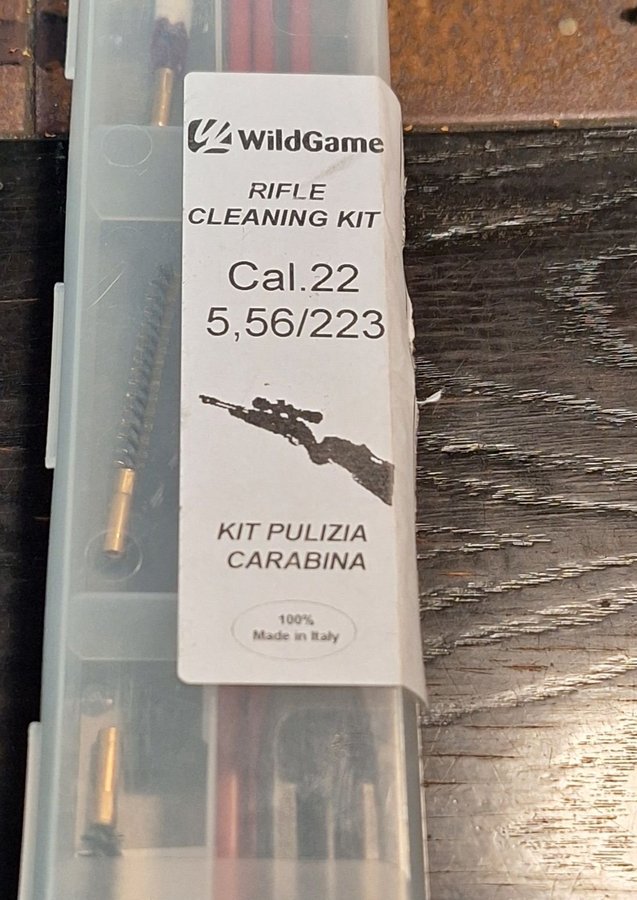 WildGame
RIFLE
CLEANING KIT
Cal.22
5,56/223
KIT PULIZIA
CARABINA
100%
Made in Italy